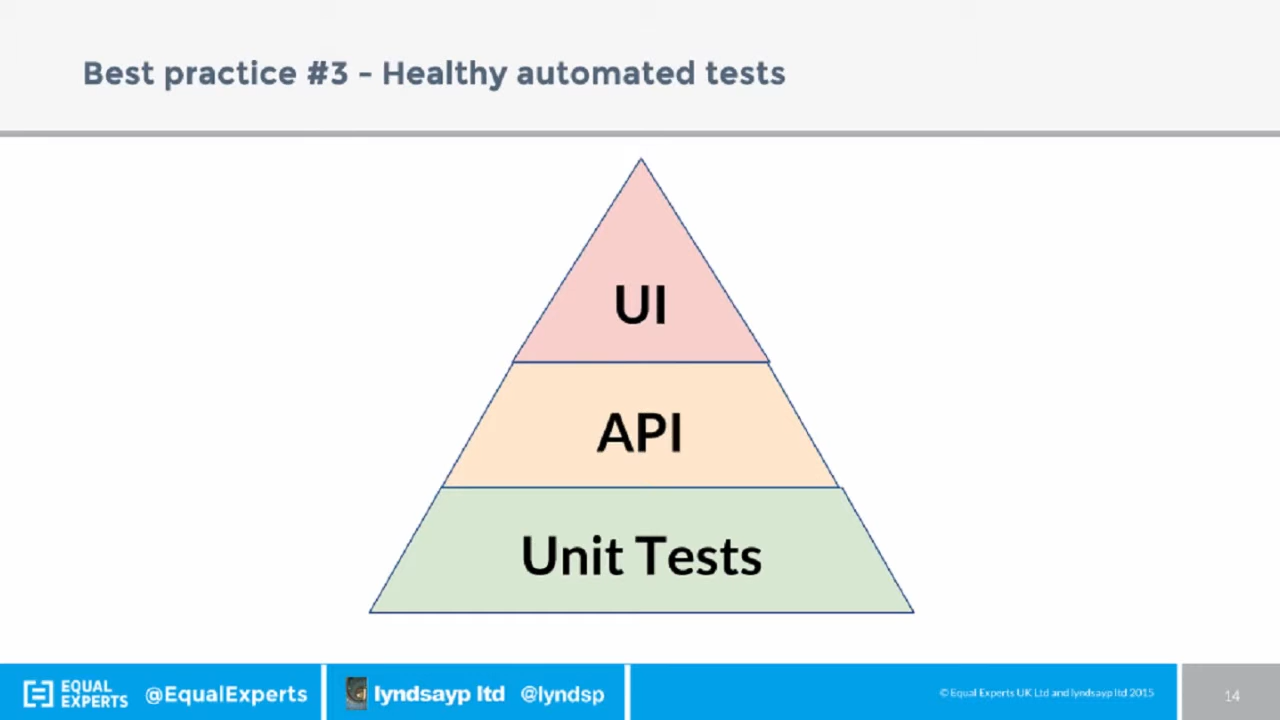 Best practice #3 - Healthy automated tests
UI
API
Unit Tests
EQUAL
EXPERTS
@EqualExperts
lyndsayp ltd @lyndsp
© Equal Experts UK Ltd and lyndsayp ltd 2015
14